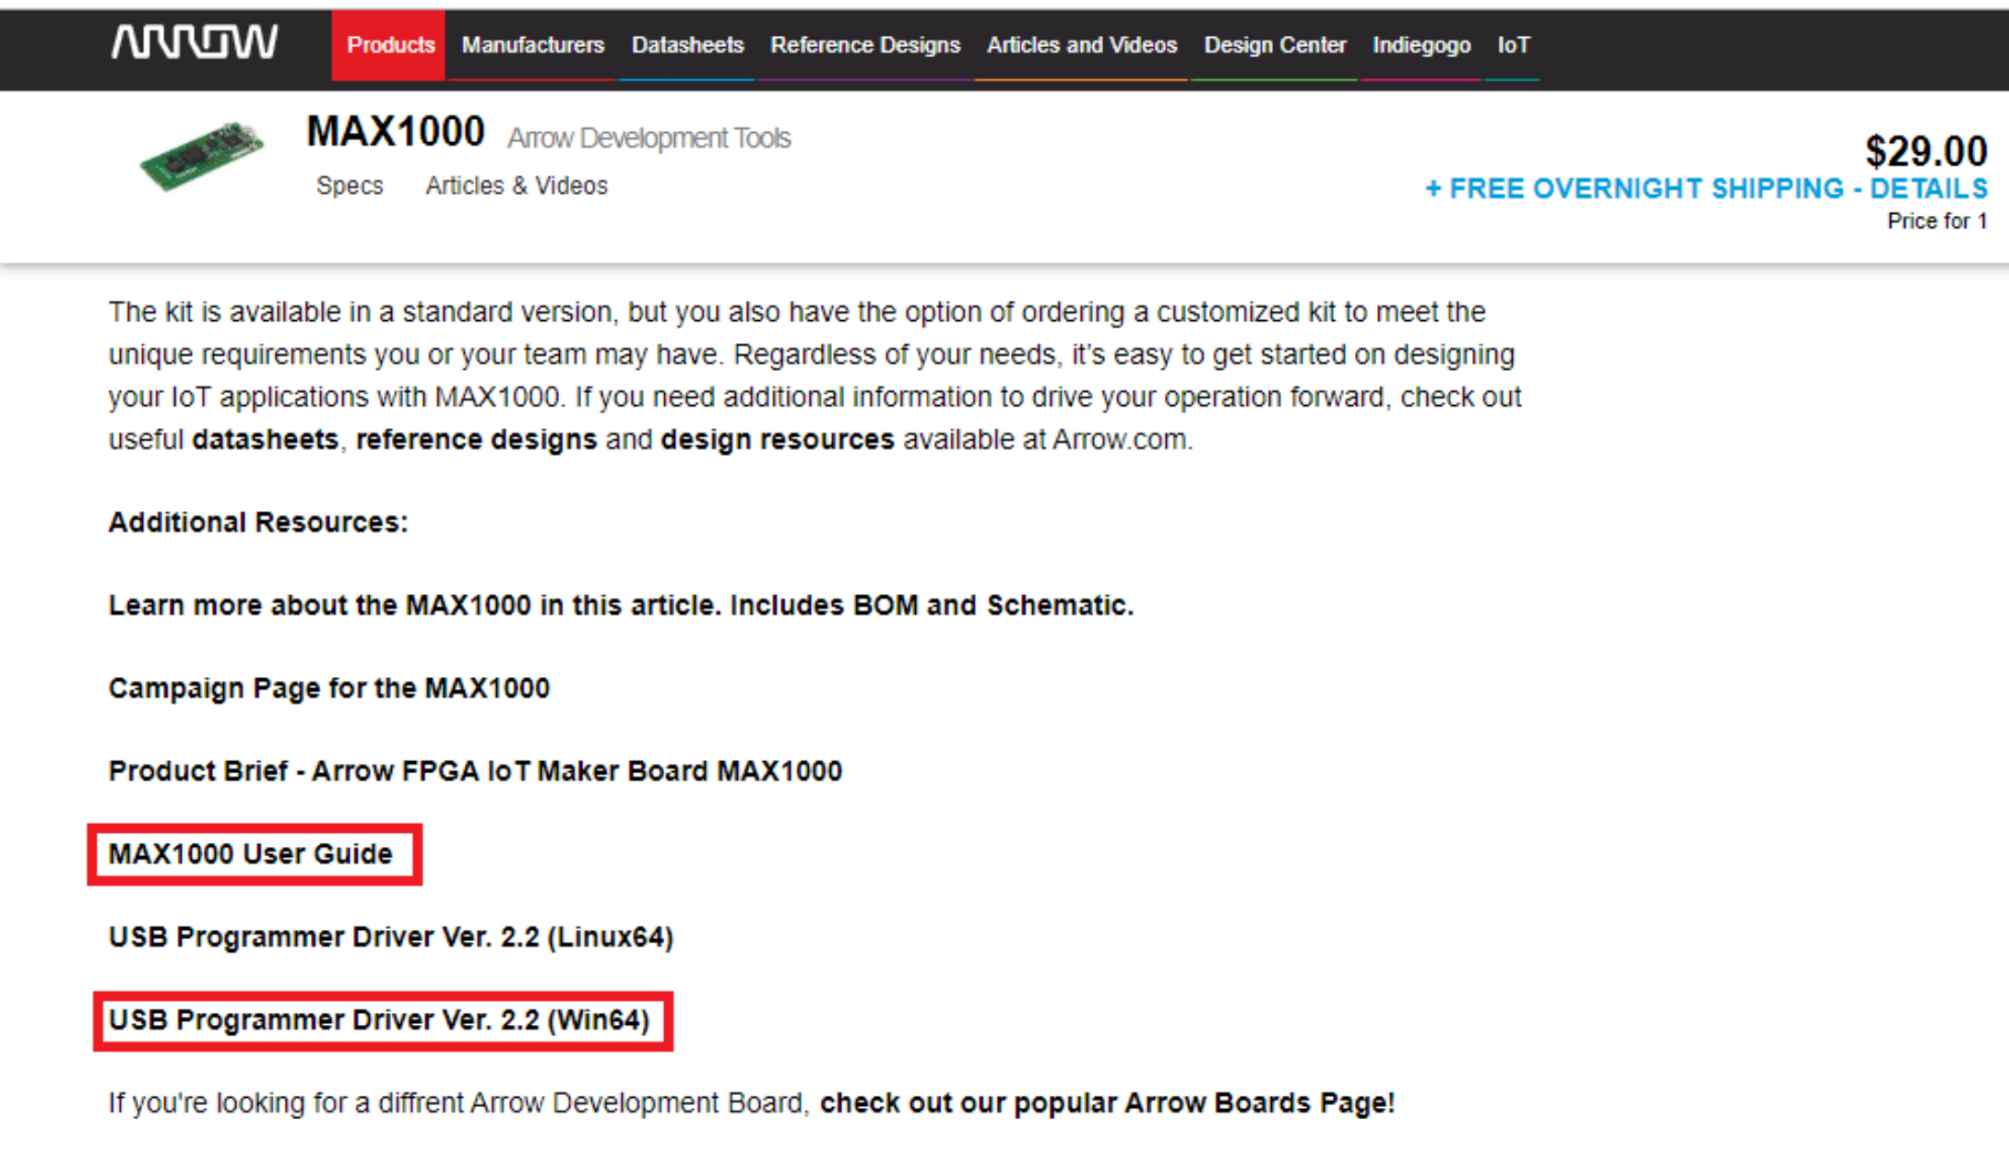 ARROW
Products Manufacturers Datasheets Reference Designs Articles and Videos Design Center Indiegogo IoT
MAX1000 Arrow Development Tools
Specs Articles & Videos
$29.00
+ FREE OVERNIGHT SHIPPING - DETAILS
Price for 1
The kit is available in a standard version, but you also have the option of ordering a customized kit to meet the
unique requirements you or your team may have. Regardless of your needs, it's easy to get started on designing
your IoT applications with MAX1000. If you need additional information to drive your operation forward, check out
useful datasheets, reference designs and design resources available at Arrow.com.
Additional Resources:
Learn more about the MAX1000 in this article. Includes BOM and Schematic.
Campaign Page for the MAX1000
Product Brief - Arrow FPGA IoT Maker Board MAX1000
MAX1000 User Guide
USB Programmer Driver Ver. 2.2 (Linux64)
USB Programmer Driver Ver. 2.2 (Win64)
If you're looking for a diffrent Arrow Development Board, check out our popular Arrow Boards Page!